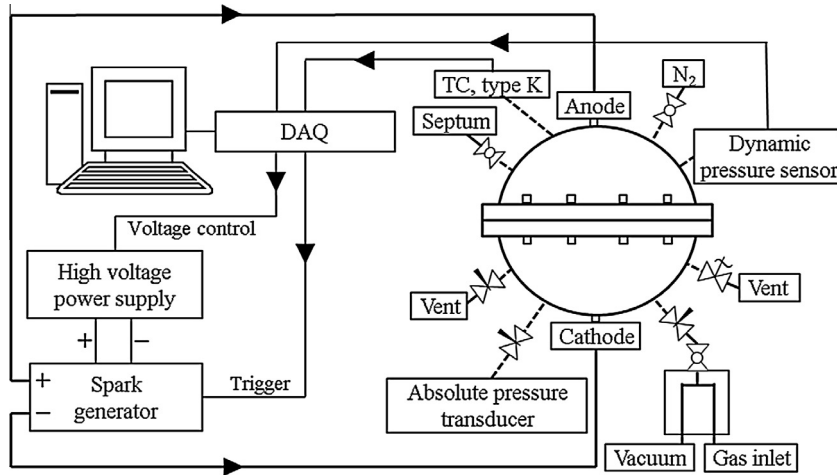 TC, type K
N₂
Anode
Septum
DAQ
Dynamic
pressure sensor
Voltage control
High voltage
power supply
Vent
Vent
+
−
Cathode
+
Spark
Trigger
−
generator
Absolute pressure
transducer
Vacuum
Gas inlet